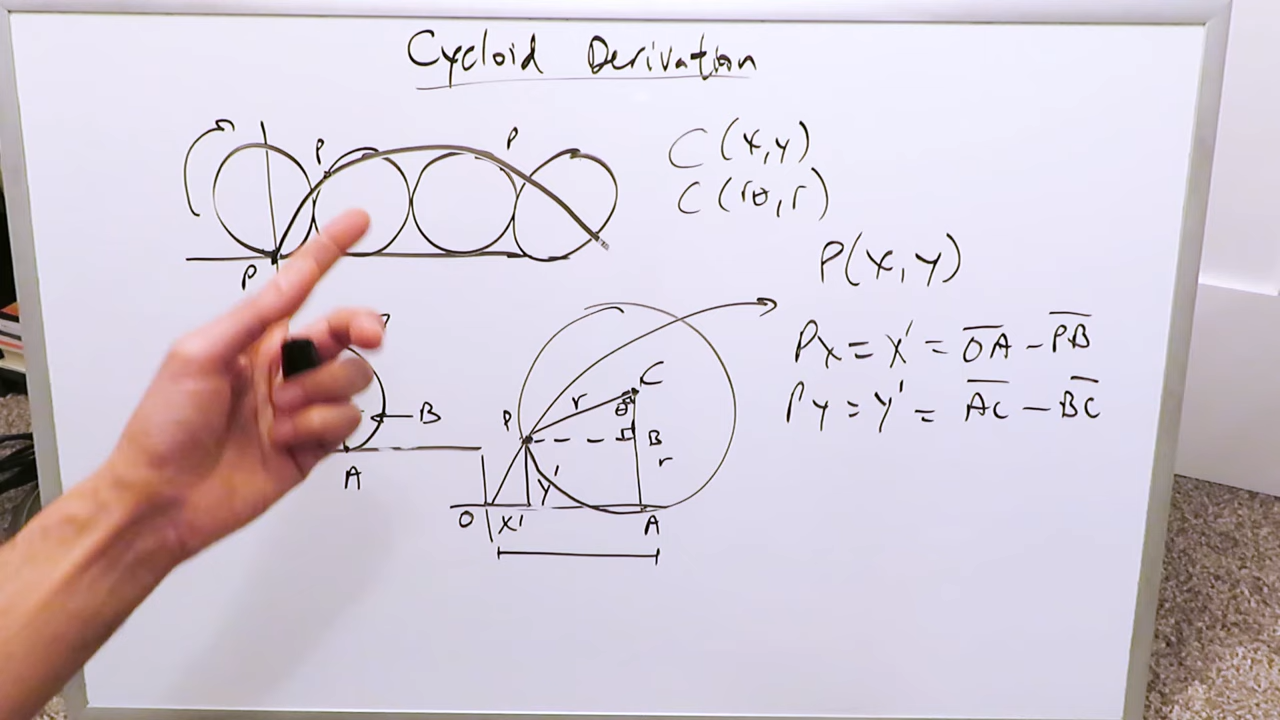 Cycloid Derivation
P
P
P
C (x,y)
C (rθ,r)
P(x,y)
Px = x' = OA - PB
Py = y' = AC - BC
B
A
C
r
θ
P
B
r
y'
O
x'
A